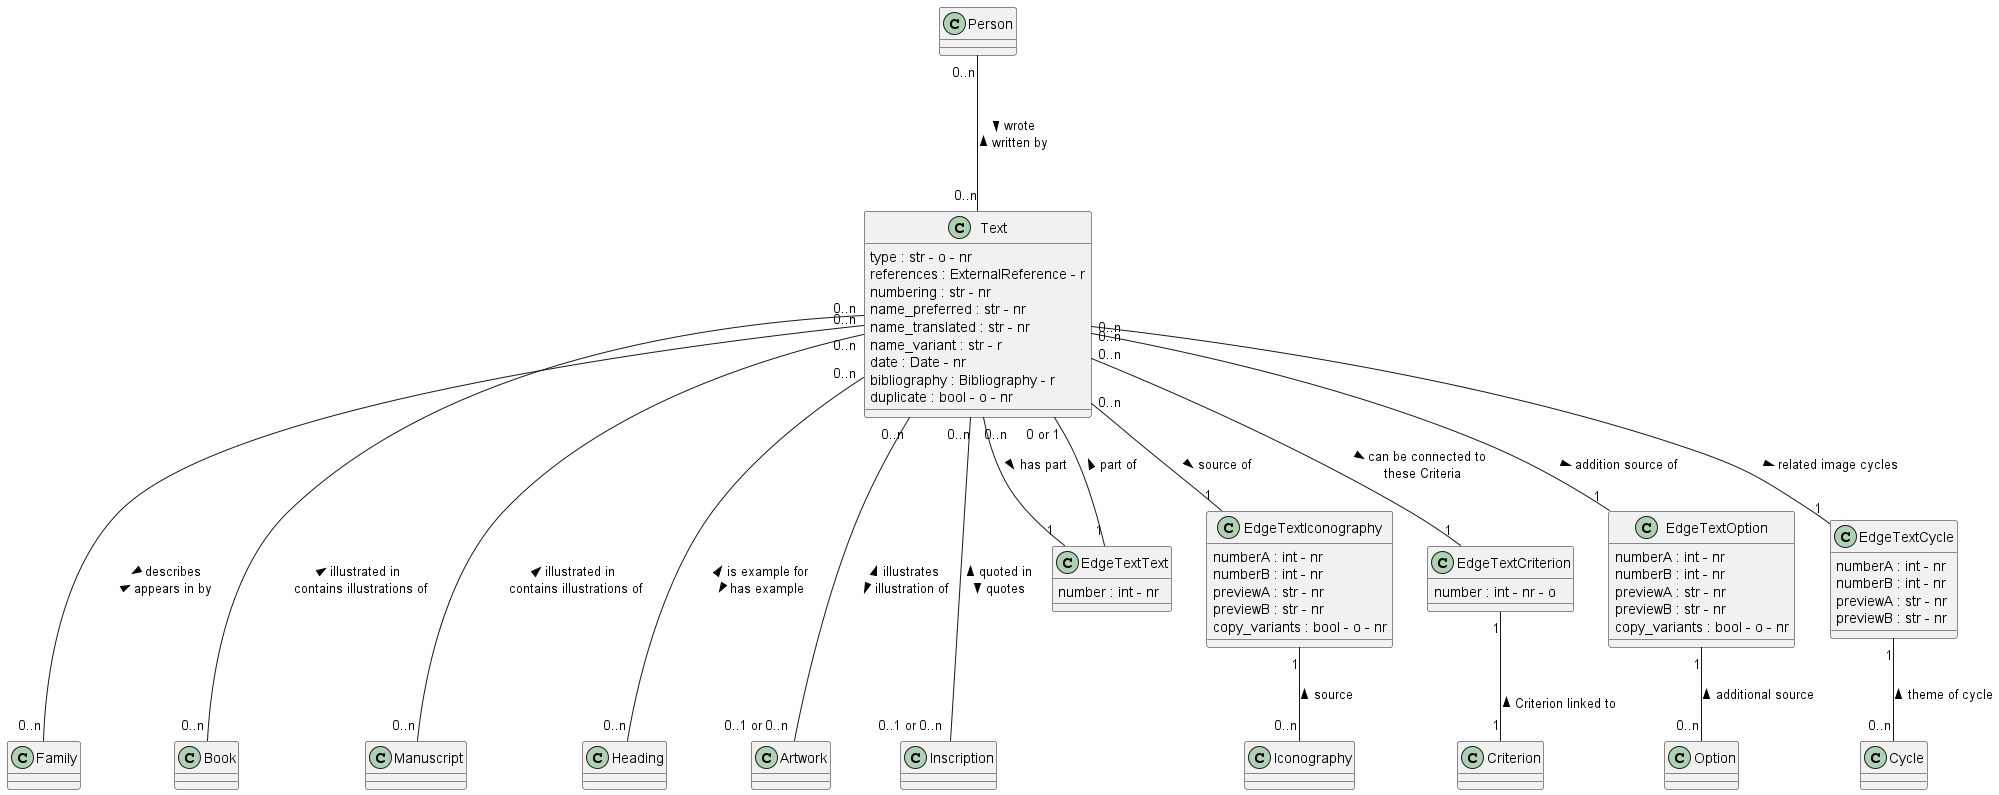 C Person
0..n
wrote
written by
0..n
C Text
type : str - o - nr
references : ExternalReference - r
numbering : str - nr
name_preferred : str - nr
name_translated : str - nr
name_variant : str - r
date : Date - nr
bibliography : Bibliography - r
duplicate : bool - o - nr
0..n
0..n
0..n
0..n
0..n
0..n
0..n
0..n
0..n
0..n
0..n
0 or 1
has part
part of
source of
can be connected to
these Criteria
addition source of
related image cycles
1
1
1
1
1
1
C EdgeTextText
number : int - nr
C EdgeTextIconography
numberA : int - nr
numberB : int - nr
previewA : str - nr
previewB : str - nr
copy_variants : bool - o - nr
C EdgeTextCriterion
number : int - nr - o
C EdgeTextOption
numberA : int - nr
numberB : int - nr
previewA : str - nr
previewB : str - nr
copy_variants : bool - o - nr
C EdgeTextCycle
numberA : int - nr
numberB : int - nr
previewA : str - nr
previewB : str - nr
describes
appears in by
illustrated in
contains illustrations of
illustrated in
contains illustrations of
is example for
has example
illustrates
illustration of
quoted in
quotes
1
1
1
1
source
Criterion linked to
additional source
theme of cycle
0..n
0..n
0..n
0..n
0..1 or 0..n
0..1 or 0..n
0..n
1
0..n
0..n
C Family
C Book
C Manuscript
C Heading
C Artwork
C Inscription
C Iconography
C Criterion
C Option
C Cycle